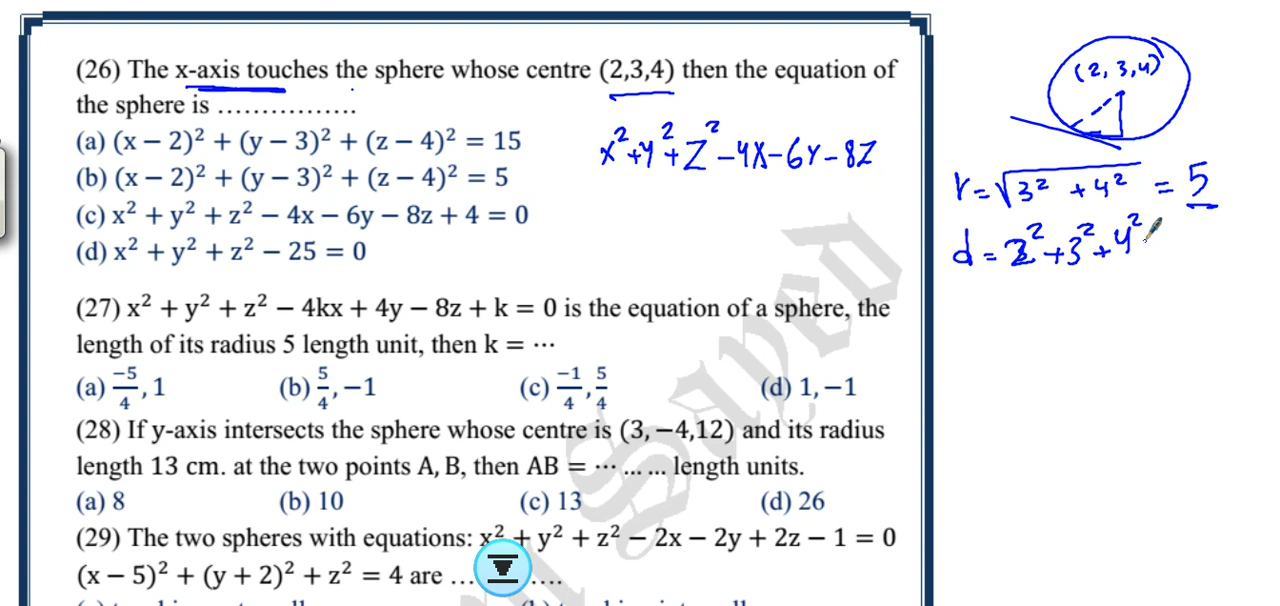 (26) The x-axis touches the sphere whose centre (2,3,4) then the equation of
the sphere is ................
(a) (x − 2)² + (y − 3)² + (z − 4)² = 15
(b) (x − 2)² + (y − 3)² + (z − 4)² = 5
(c) x² + y² + z² − 4x − 6y − 8z + 4 = 0
(d) x² + y² + z² − 25 = 0
x² + y² + z² − 4x − 6y − 8z
(2, 3, 4)
r = √3² + 4² = 5
d = 2² + 3² + 4²
(27) x² + y² + z² − 4kx + 4y − 8z + k = 0 is the equation of a sphere, the
length of its radius 5 length unit, then k = ⋯
(a) −5/4 , 1 (b) 5/4 , −1 (c) −1/4 , 5/4 (d) 1, −1
(28) If y-axis intersects the sphere whose centre is (3, −4,12) and its radius
length 13 cm. at the two points A, B, then AB = ⋯ ... ... length units.
(a) 8 (b) 10 (c) 13 (d) 26
(29) The two spheres with equations: x² + y² + z² − 2x − 2y + 2z − 1 = 0
(x − 5)² + (y + 2)² + z² = 4 are ... ....
Sayed